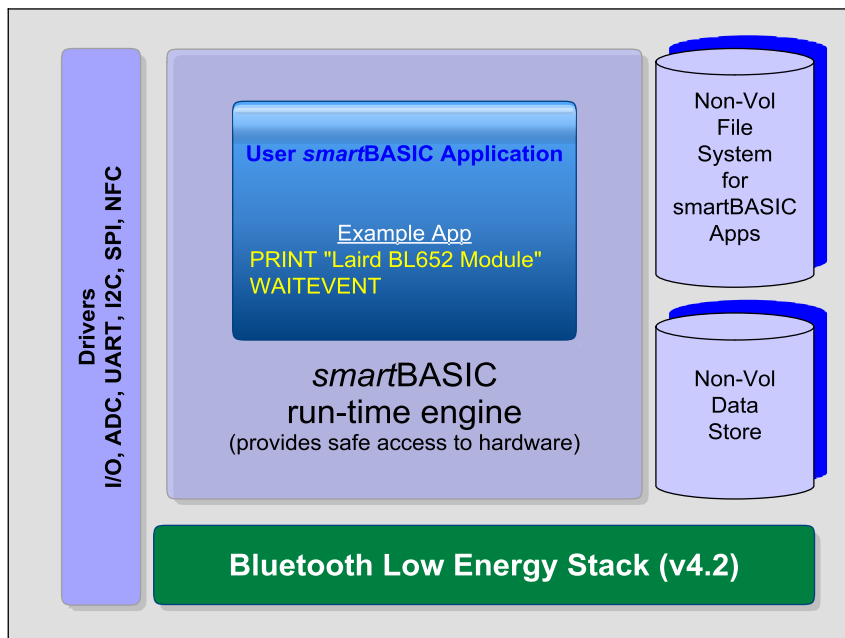 Drivers
I/O, ADC, UART, I2C, SPI, NFC
User smartBASIC Application
Example App
PRINT "Laird BL652 Module"
WAITEVENT
smartBASIC
run-time engine
(provides safe access to hardware)
Non-Vol
File
System
for
smartBASIC
Apps
Non-Vol
Data
Store
Bluetooth Low Energy Stack (v4.2)